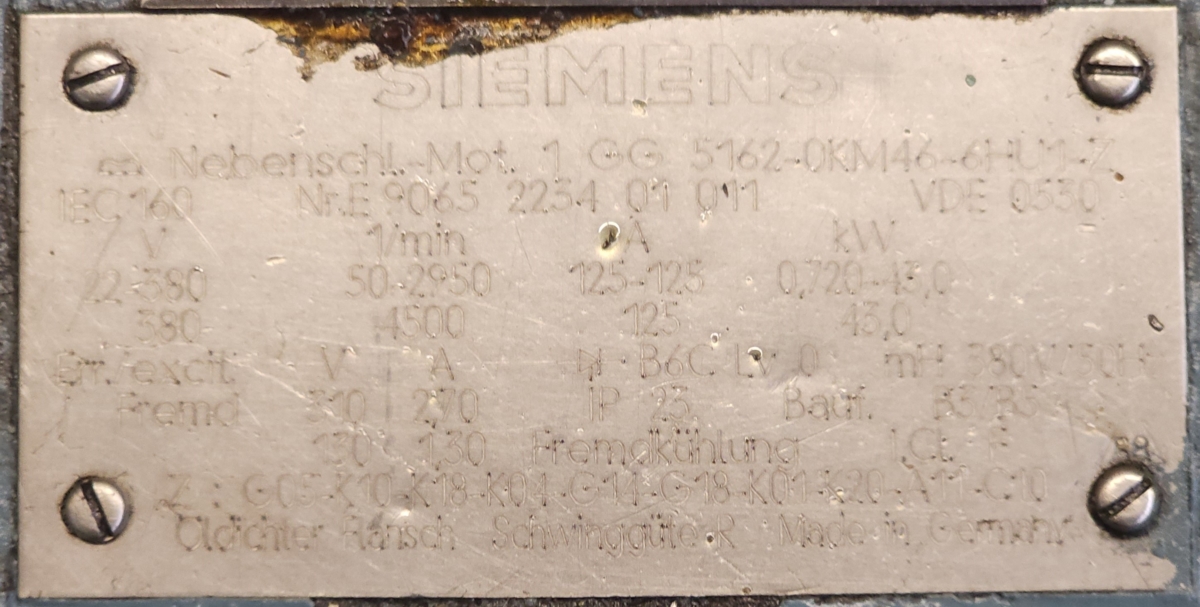 SIEMENS
Nebenschl.-Mot. 1 GG 5162-0KM46-6HU1-Z
IEC 160 Nr.E 9065 2234 01 011 VDE 0530
V 1/min A kW
22-380 50-2950 125-125 0,720-43,0
380 4500 125 43,0
Err./excit. V A B6C Lv 0 mH 380V/50Hz
Fremd 310 2,70 IP 23 Bauf. B3/B5
130 1,30 Fremdkühlung I.Cl. F
Z : G05-K10-K18-K04-G14-G18-K01-K20-A11-C10
Öldichter Flansch Schwinggüte R Made in Germany